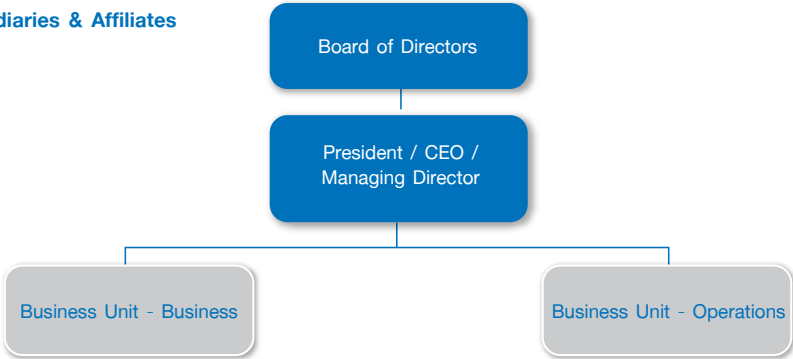 diaries & Affiliates
Board of Directors
President / CEO /
Managing Director
Business Unit - Business
Business Unit - Operations